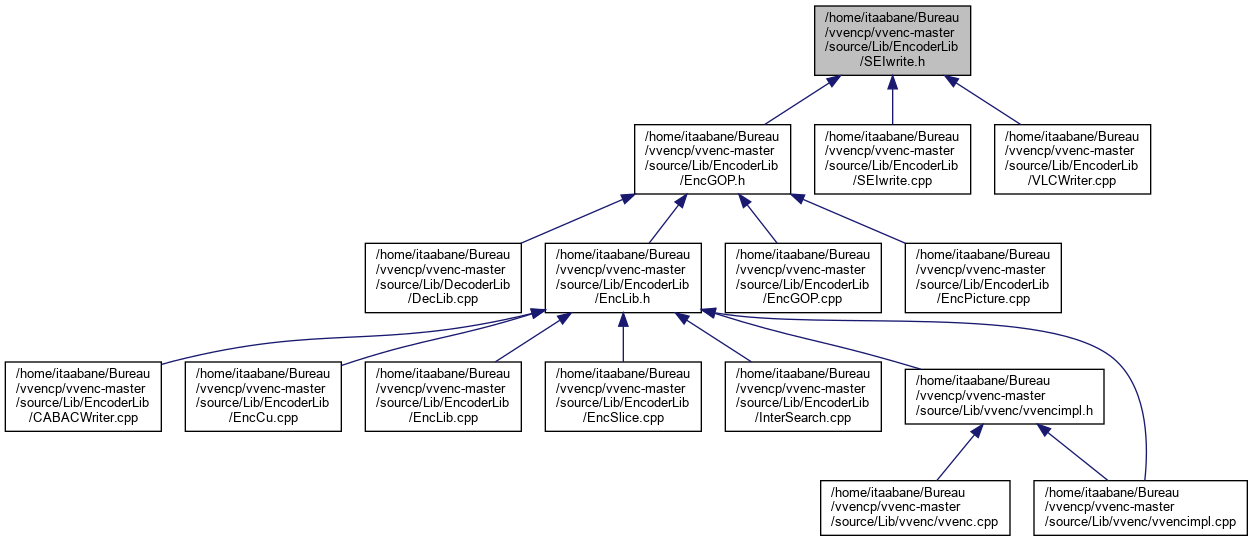 /home/itaabane/Bureau
/vvencp/vvenc-master
/source/Lib/EncoderLib
/SEIwrite.h
/home/itaabane/Bureau
/vvencp/vvenc-master
/source/Lib/EncoderLib
/EncGOP.h
/home/itaabane/Bureau
/vvencp/vvenc-master
/source/Lib/EncoderLib
/SEIwrite.cpp
/home/itaabane/Bureau
/vvencp/vvenc-master
/source/Lib/EncoderLib
/VLCWriter.cpp
/home/itaabane/Bureau
/vvencp/vvenc-master
/source/Lib/DecoderLib
/DecLib.cpp
/home/itaabane/Bureau
/vvencp/vvenc-master
/source/Lib/EncoderLib
/EncLib.h
/home/itaabane/Bureau
/vvencp/vvenc-master
/source/Lib/EncoderLib
/EncGOP.cpp
/home/itaabane/Bureau
/vvencp/vvenc-master
/source/Lib/EncoderLib
/EncPicture.cpp
/home/itaabane/Bureau
/vvencp/vvenc-master
/source/Lib/EncoderLib
/CABACWriter.cpp
/home/itaabane/Bureau
/vvencp/vvenc-master
/source/Lib/EncoderLib
/EncCu.cpp
/home/itaabane/Bureau
/vvencp/vvenc-master
/source/Lib/EncoderLib
/EncLib.cpp
/home/itaabane/Bureau
/vvencp/vvenc-master
/source/Lib/EncoderLib
/EncSlice.cpp
/home/itaabane/Bureau
/vvencp/vvenc-master
/source/Lib/EncoderLib
/InterSearch.cpp
/home/itaabane/Bureau
/vvencp/vvenc-master
/source/Lib/vvenc/vvencimpl.h
/home/itaabane/Bureau
/vvencp/vvenc-master
/source/Lib/vvenc/vvenc.cpp
/home/itaabane/Bureau
/vvencp/vvenc-master
/source/Lib/vvenc/vvencimpl.cpp